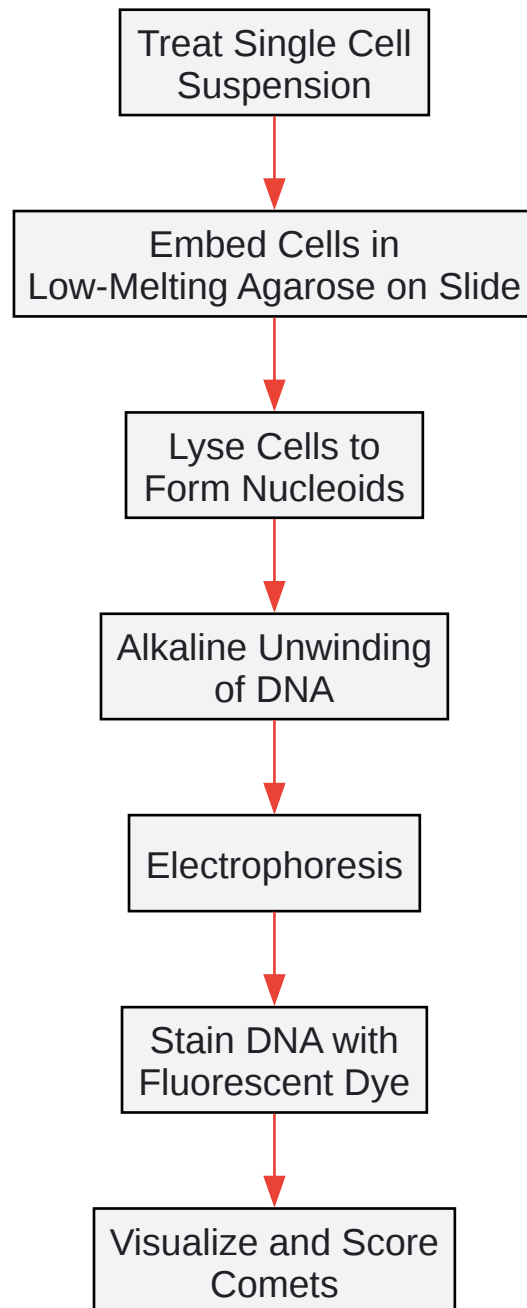 Treat Single Cell
Suspension
Embed Cells in
Low-Melting Agarose on Slide
Lyse Cells to
Form Nucleoids
Alkaline Unwinding
of DNA
Electrophoresis
Stain DNA with
Fluorescent Dye
Visualize and Score
Comets